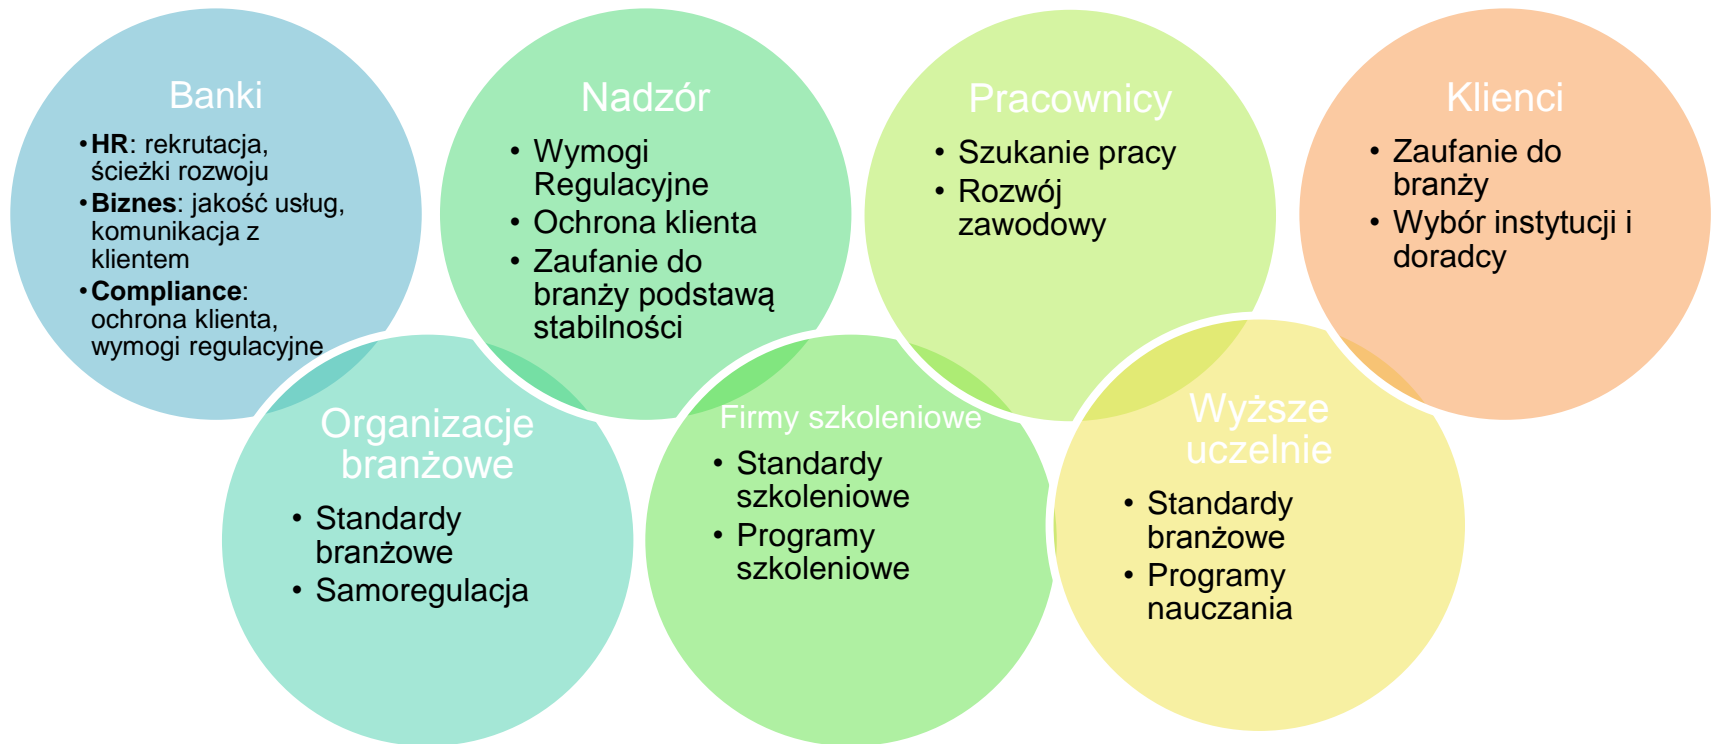 Banki
•HR: rekrutacja,
ścieżki rozwoju
•Biznes: jakość usług,
komunikacja z
klientem
•Compliance:
ochrona klienta,
wymogi regulacyjne
Organizacje
branżowe
• Standardy
branżowe
• Samoregulacja
Nadzór
• Wymogi
Regulacyjne
• Ochrona klienta
• Zaufanie do
branży podstawą
stabilności
Firmy szkoleniowe
• Standardy
szkoleniowe
• Programy
szkoleniowe
Pracownicy
• Szukanie pracy
• Rozwój
zawodowy
Wyższe
uczelnie
• Standardy
branżowe
• Programy
nauczania
Klienci
• Zaufanie do
branży
• Wybór instytucji i
doradcy